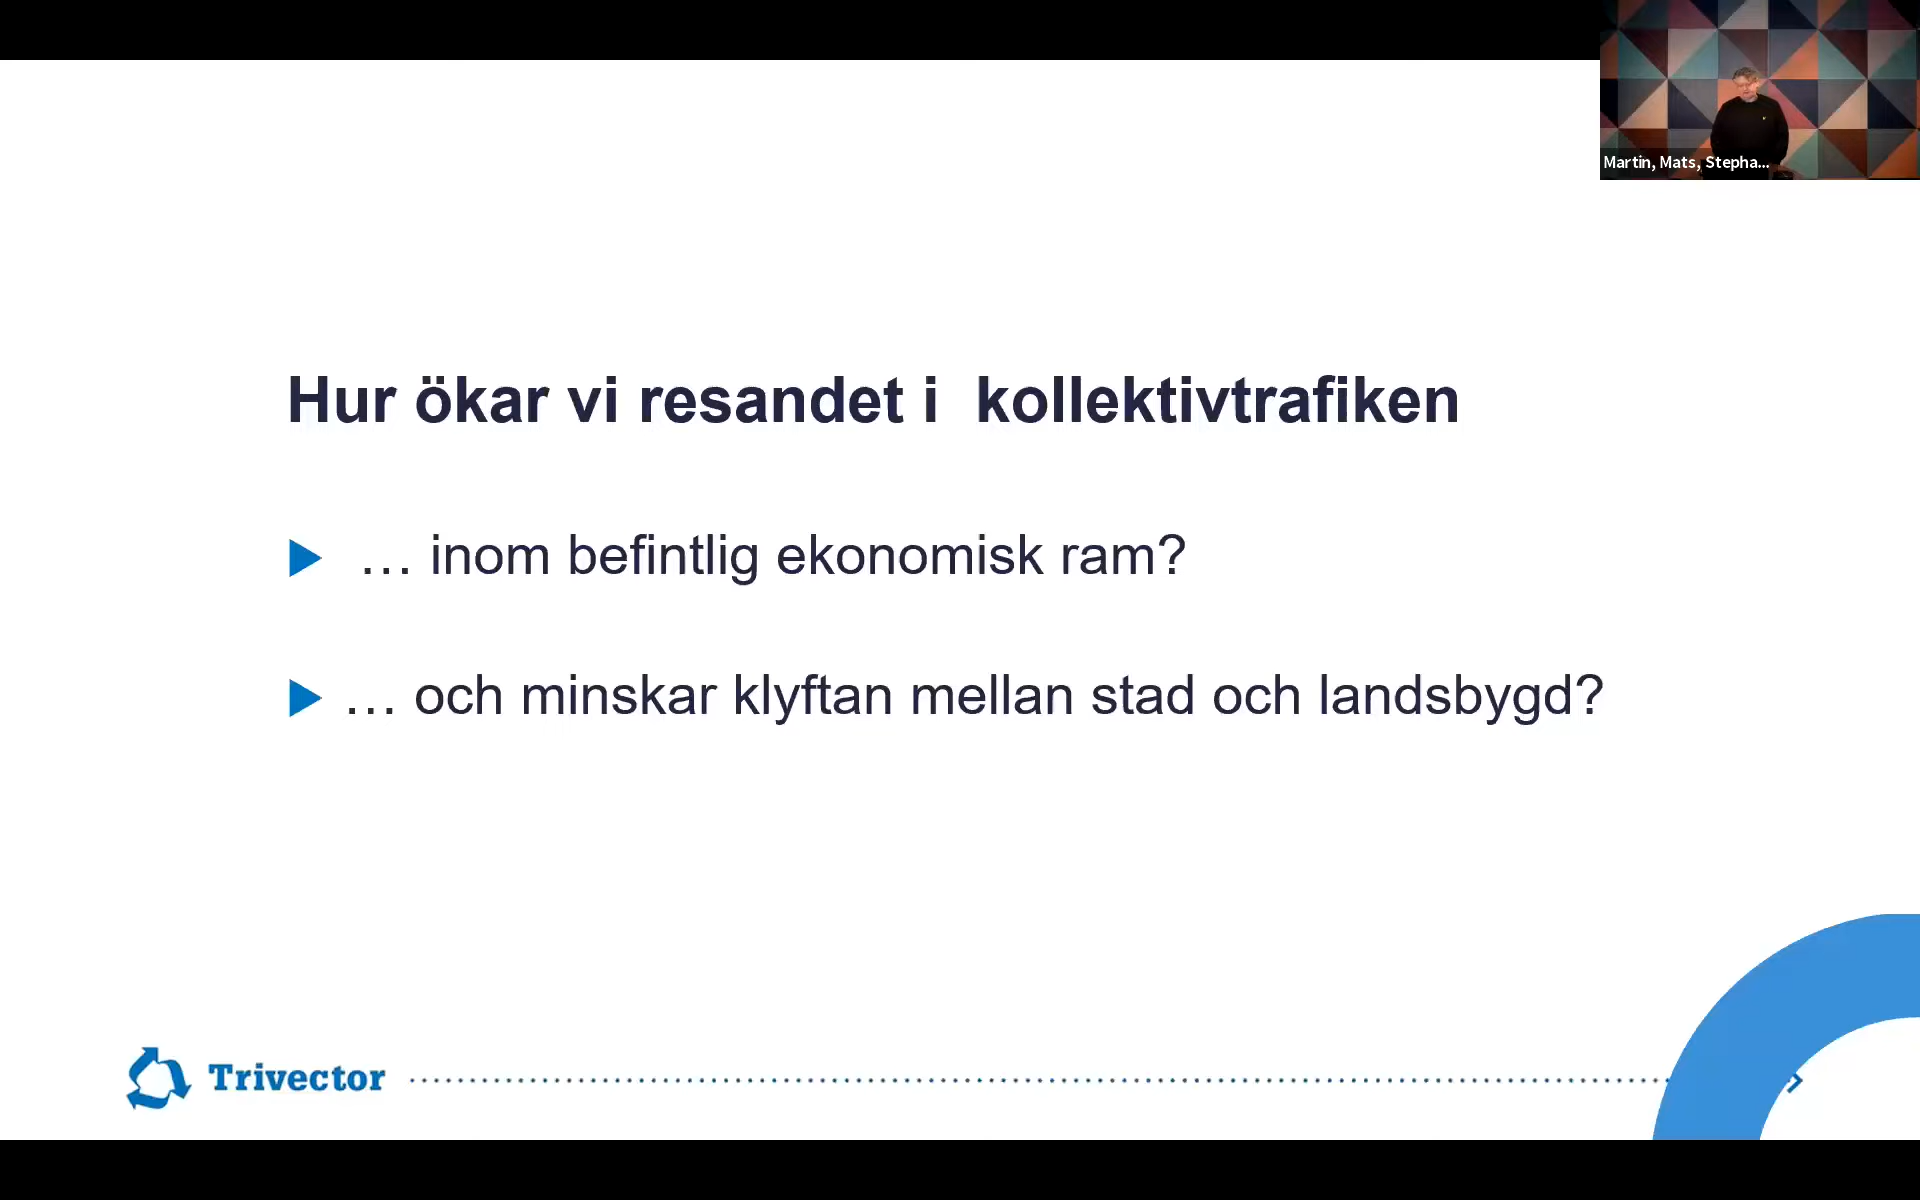 Martin, Mats, Stepha...
Hur ökar vi resandet i  kollektivtrafiken
… inom befintlig ekonomisk ram?
… och minskar klyftan mellan stad och landsbygd?
Trivector